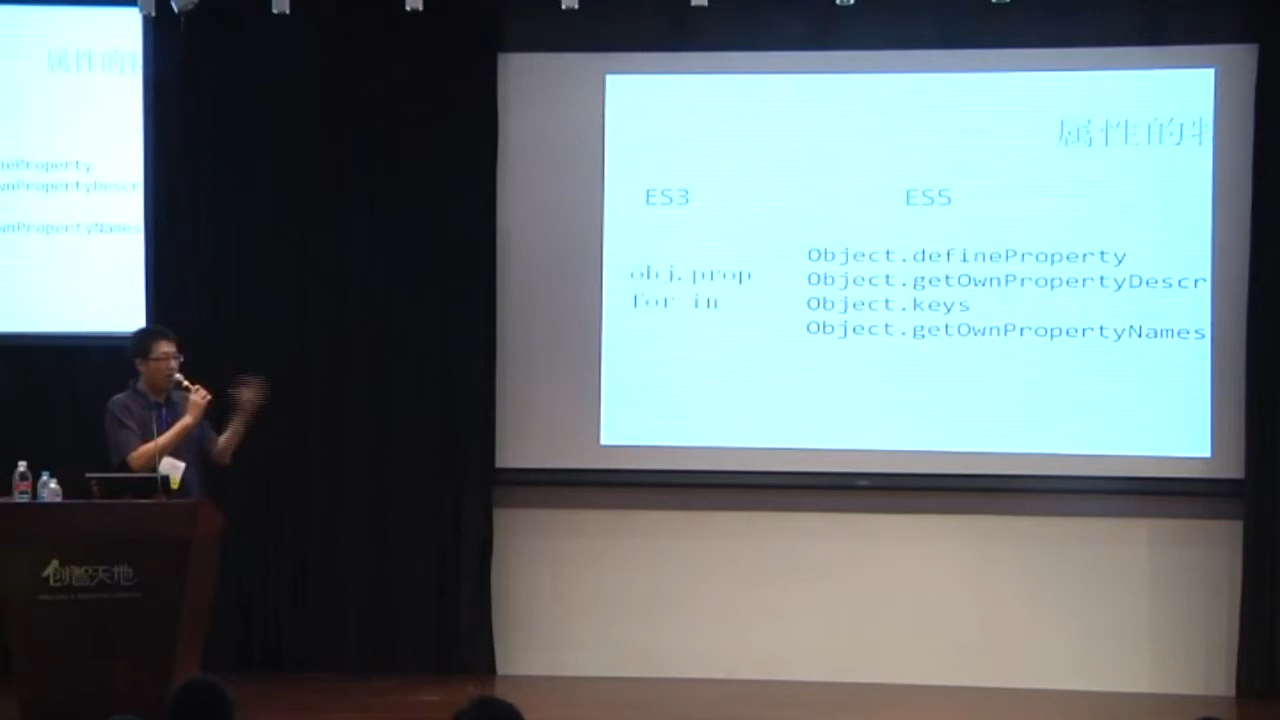 属性的
neProperty
wnPropertyDescr
wnPropertyNames
属性的
ES3
ES5
obj.prop
for in
Object.defineProperty
Object.getOwnPropertyDescr
Object.keys
Object.getOwnPropertyNames
创智天地